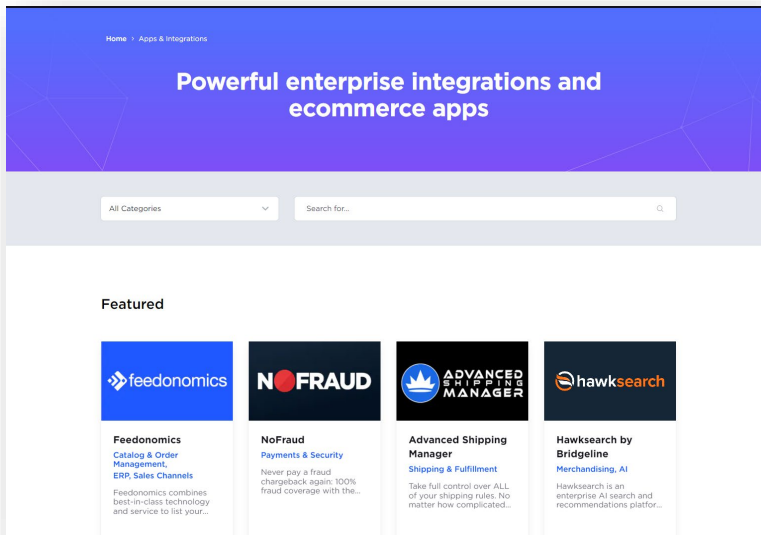 Home > Apps & Integrations
Powerful enterprise integrations and
ecommerce apps
All Categories
Search for...
Featured
feedonomics
NOFRAUD
ADVANCED
SHIPPING
MANAGER
hawksearch
Feedonomics
Catalog & Order
Management,
ERP, Sales Channels
Feedonomics combines
best-in-class technology
and service to list your...
NoFraud
Payments & Security
Never pay a fraud
chargeback again: 100%
fraud coverage with the...
Advanced Shipping
Manager
Shipping & Fulfillment
Take full control over ALL
of your shipping rules. No
matter how complicated...
Hawksearch by
Bridgeline
Merchandising, AI
Hawksearch is an
enterprise AI search and
recommendations platfor...